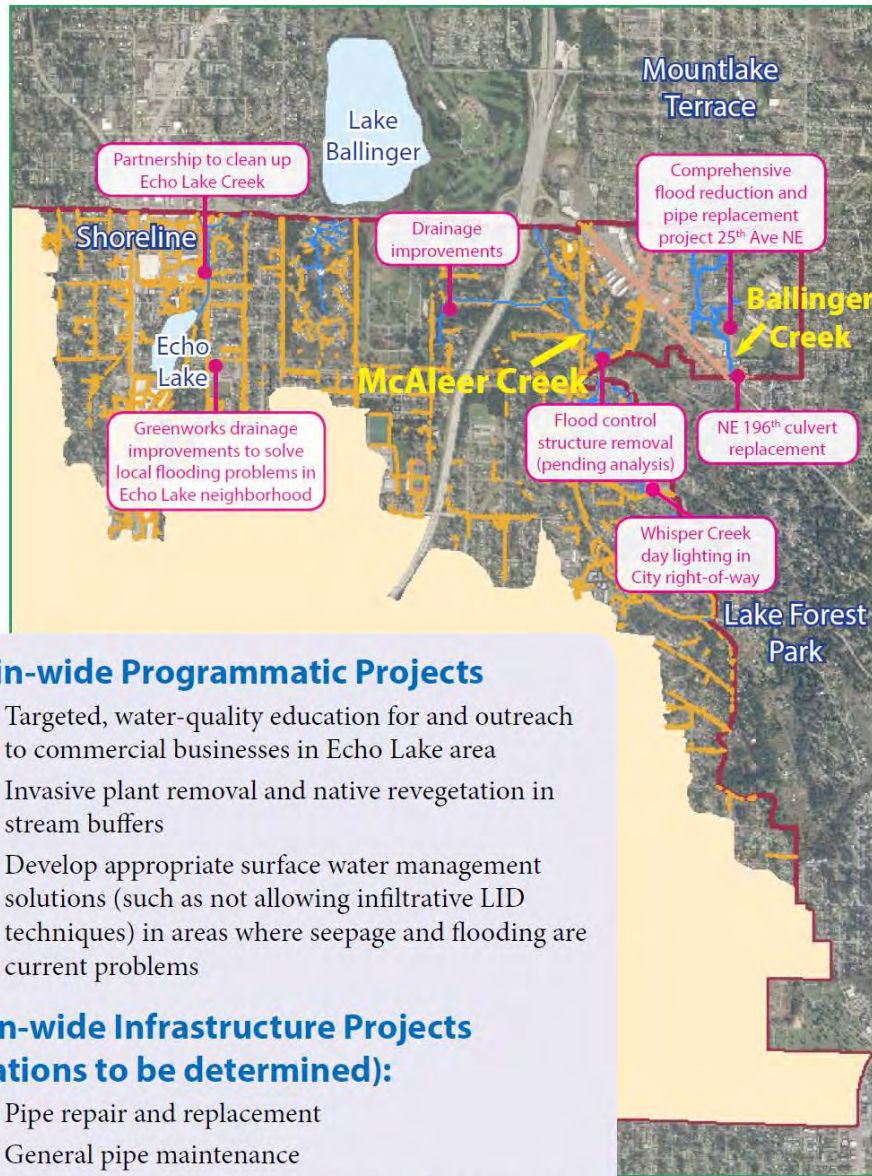 Mountlake
Terrace
Lake
Ballinger
Partnership to clean up
Echo Lake Creek
Comprehensive
flood reduction and
pipe replacement
project 25th Ave NE
Shoreline
Drainage
improvements
Ballinger
Creek
Echo
Lake
McAleer Creek
Greenworks drainage
improvements to solve
local flooding problems in
Echo Lake neighborhood
Flood control
structure removal
(pending analysis)
NE 196th culvert
replacement
Whisper Creek
day lighting in
City right-of-way
Lake Forest
Park
in-wide Programmatic Projects
Targeted, water-quality education for and outreach
to commercial businesses in Echo Lake area
Invasive plant removal and native revegetation in
stream buffers
Develop appropriate surface water management
solutions (such as not allowing infiltrative LID
techniques) in areas where seepage and flooding are
current problems
n-wide Infrastructure Projects
ations to be determined):
Pipe repair and replacement
General pipe maintenance